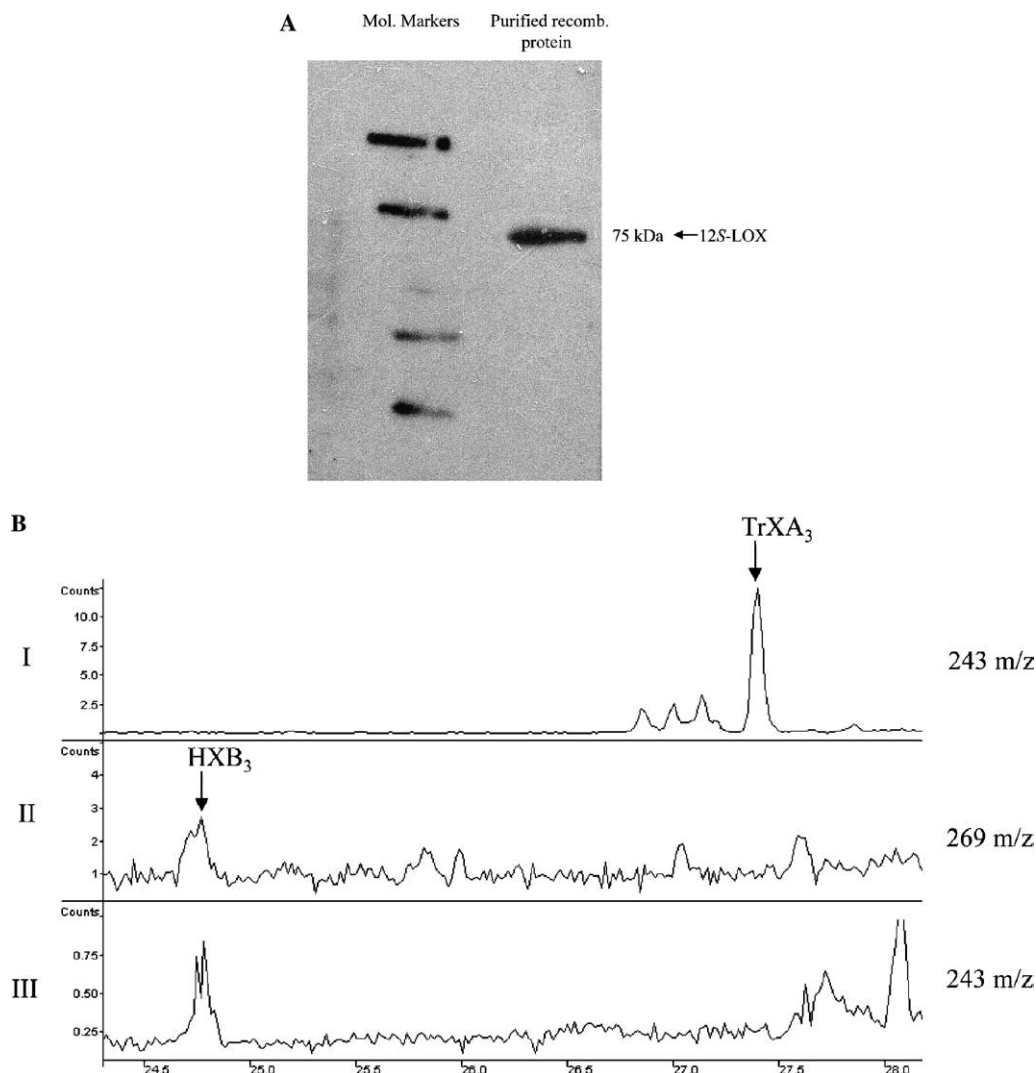 A
Mol. Markers
Purified recomb.
protein
75 kDa ←12S-LOX
B
TrXA₃
Counts
10.0
7.5
5.0
2.5
I
243 m/z
HXB₃
Counts
4
3
2
1
II
269 m/z
Counts
0.75
0.50
0.25
III
243 m/z
24.5 25.0 25.5 26.0 26.5 27.0 27.5 28.0